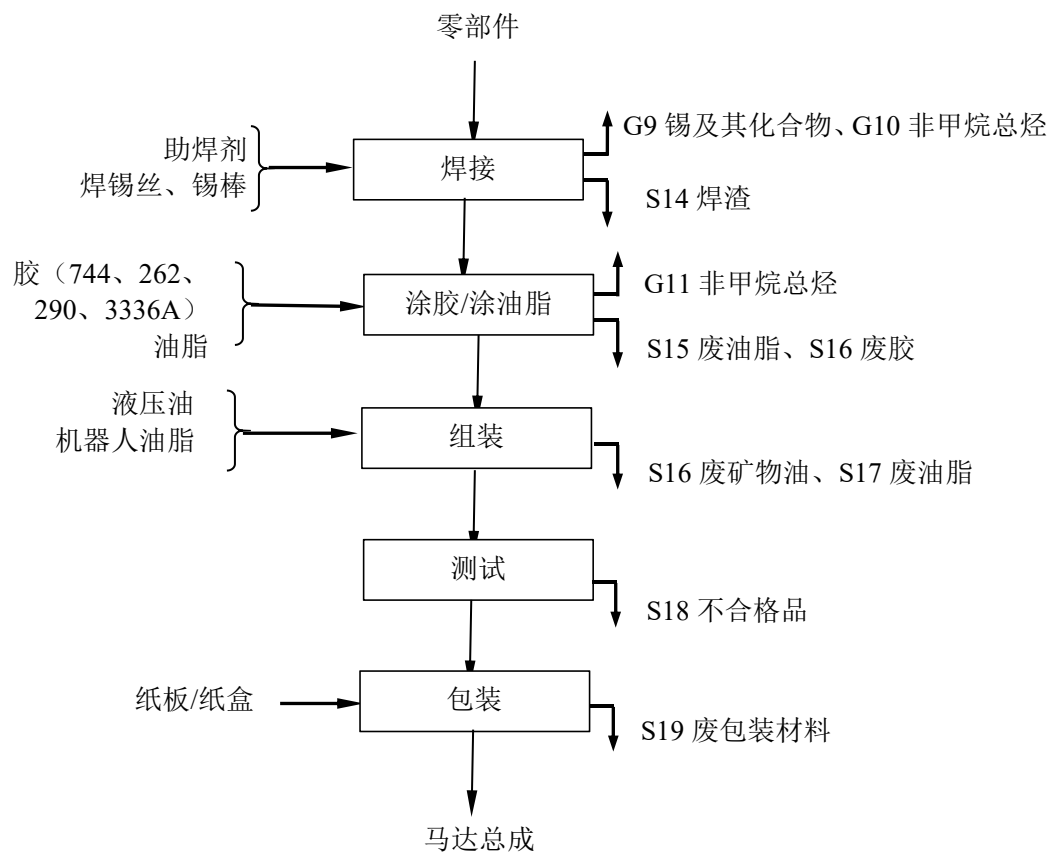 零部件
G9 锡及其化合物、G10 非甲烷总烃
助焊剂
焊锡丝、锡棒
焊接
S14 焊渣
胶（744、262、
290、3336A）
油脂
涂胶/涂油脂
G11 非甲烷总烃
S15 废油脂、S16 废胶
液压油
机器人油脂
组装
S16 废矿物油、S17 废油脂
测试
S18 不合格品
纸板/纸盒
包装
S19 废包装材料
马达总成